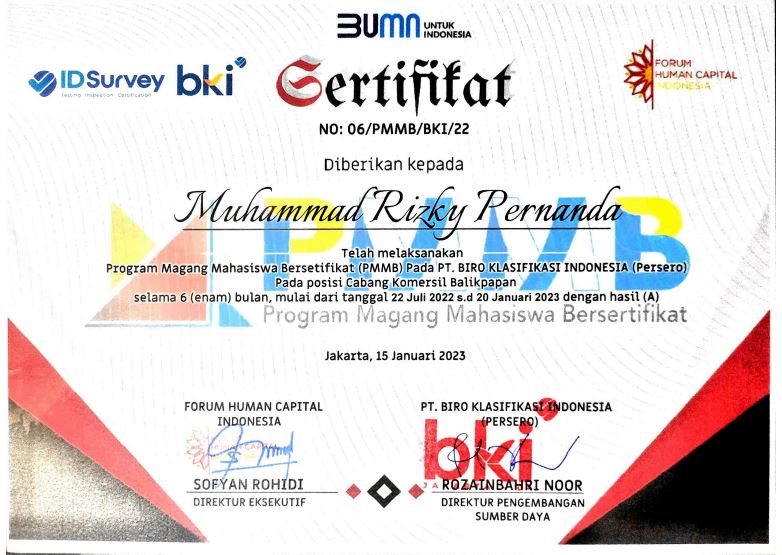 BUMN UNTUK
INDONESIA
IDSurvey
Testing Inspection Certification
bki
Sertifikat
FORUM
HUMAN CAPITAL
INDONESIA
NO: 06/PMMB/BKI/22
Diberikan kepada
Muhammad Rizky Pernanda
PMMB
Telah melaksanakan
Program Magang Mahasiswa Bersetifikat (PMMB) Pada PT. BIRO KLASIFIKASI INDONESIA (Persero)
Pada posisi Cabang Komersil Balikpapan
selama 6 (enam) bulan, mulai dari tanggal 22 Juli 2022 s.d 20 Januari 2023 dengan hasil (A)
Program Magang Mahasiswa Bersertifikat
Jakarta, 15 Januari 2023
FORUM HUMAN CAPITAL
INDONESIA
SOFYAN ROHIDI
DIREKTUR EKSEKUTIF
PT. BIRO KLASIFIKASI INDONESIA
(PERSERO)
bki
ROZAINBAHRI NOOR
DIREKTUR PENGEMBANGAN
SUMBER DAYA